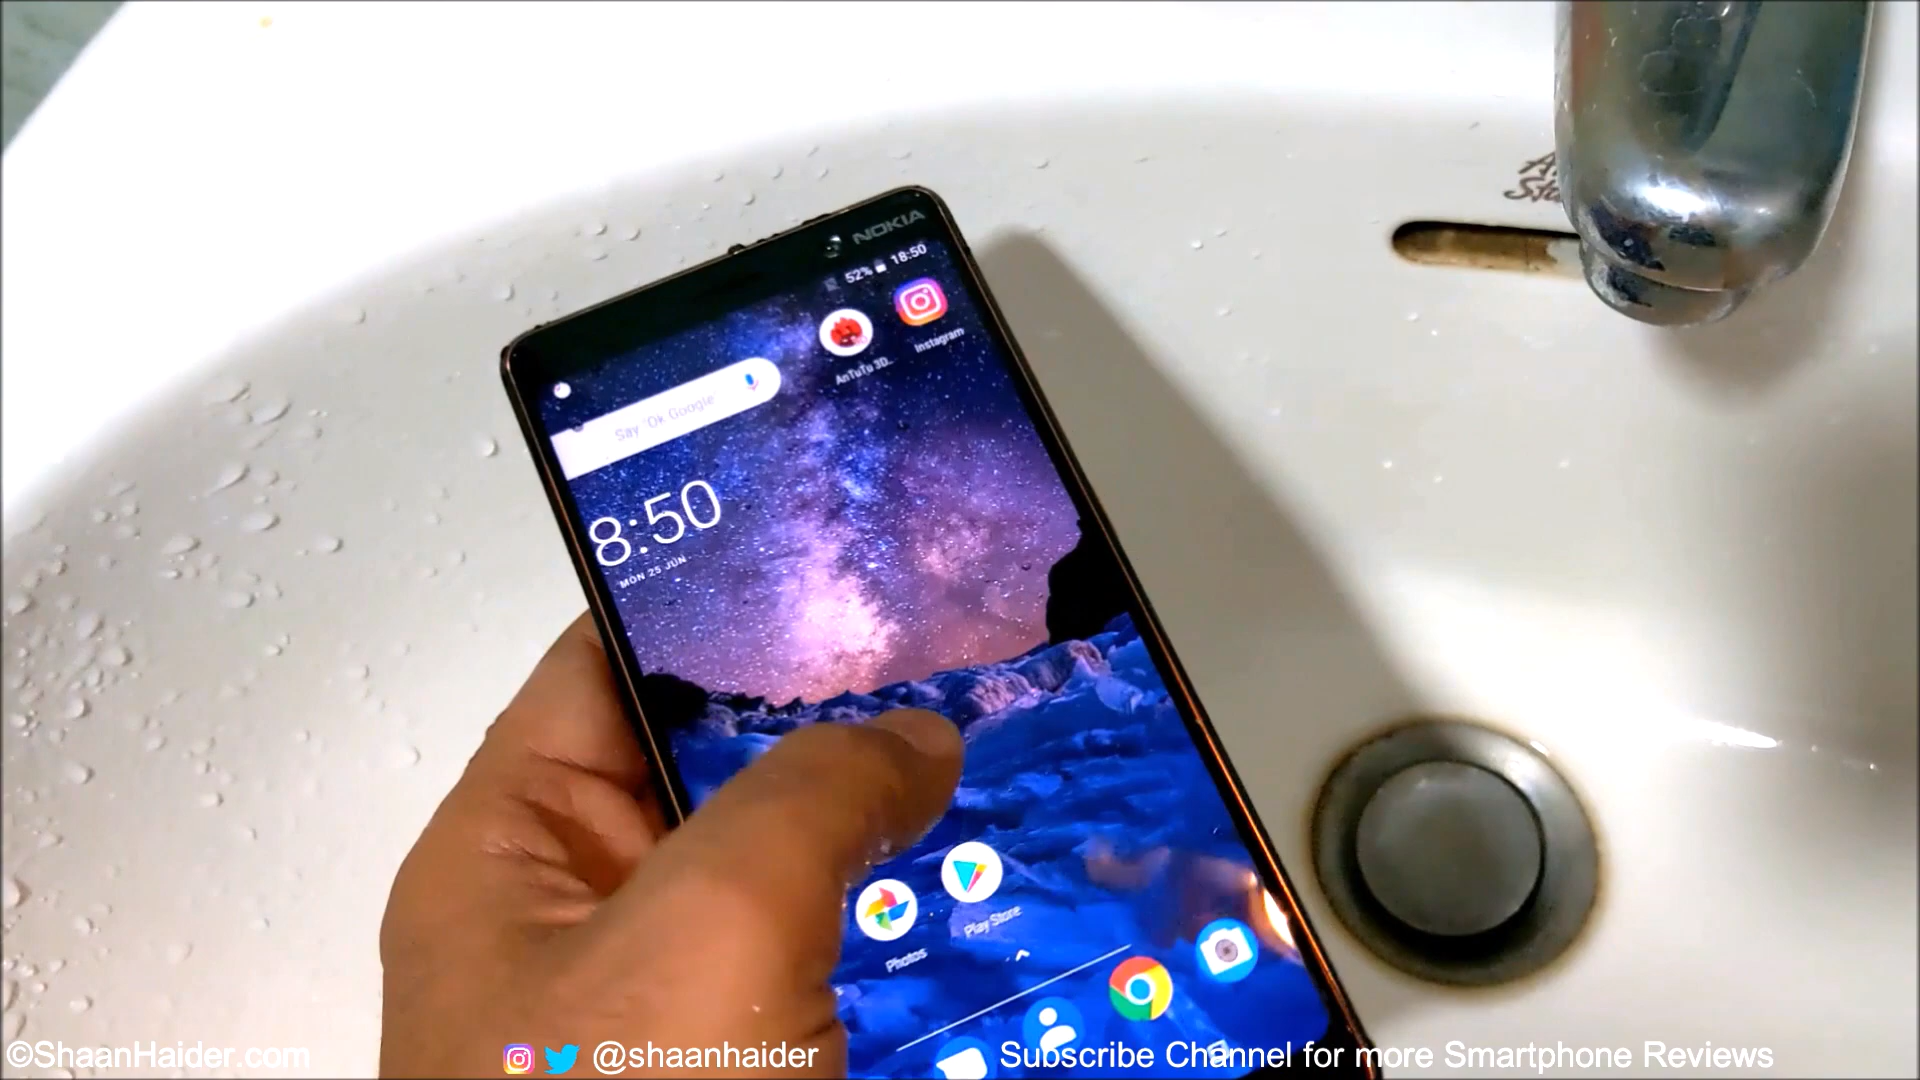 NOKIA
52% 18:50
Instagram
AnTuTu 3D...
Say "Ok Google
8:50
MON 25 JUN
Play Store
Photos
©ShaanHaider.com
@shaanhaider
Subscribe Channel for more Smartphone Reviews